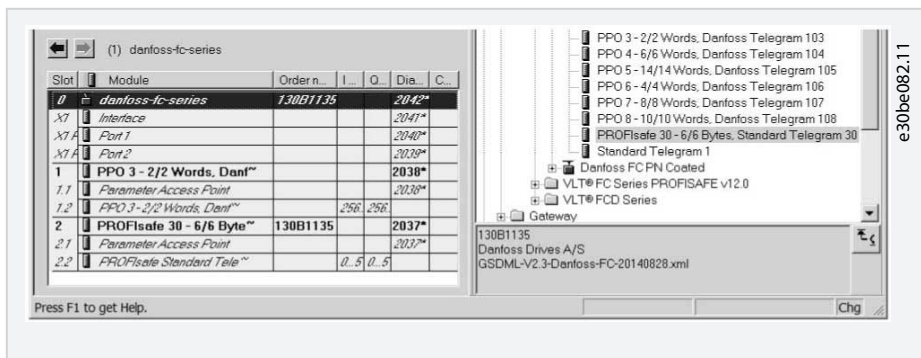 (1) danfoss-fc-series
Slot Module Order n... I... Q... Dia... C...
0 danfoss-fc-series 130B1135 2042*
X1 Interface 2041*
X1 F Port 1 2040*
X1 F Port 2 2039*
1 PPO 3 - 2/2 Words, Danf~ 2038*
1.1 Parameter Access Point 2038*
1.2 PPO 3 - 2/2 Words, Danf~ 256... 256...
2 PROFIsafe 30 - 6/6 Byte~ 130B1135 2037*
2.1 Parameter Access Point 2037*
2.2 PROFIsafe Standard Tele~ 0...5 0...5
PPO 3 - 2/2 Words, Danfoss Telegram 103
PPO 4 - 6/6 Words, Danfoss Telegram 104
PPO 5 - 14/14 Words, Danfoss Telegram 105
PPO 6 - 4/4 Words, Danfoss Telegram 106
PPO 7 - 8/8 Words, Danfoss Telegram 107
PPO 8 - 10/10 Words, Danfoss Telegram 108
PROFIsafe 30 - 6/6 Bytes, Standard Telegram 30
Standard Telegram 1
Danfoss FC PN Coated
VLT® FC Series PROFISAFE v12.0
VLT® FCD Series
Gateway
130B1135
Danfoss Drives A/S
GSDML-V2.3-Danfoss-FC-20140828.xml
Press F1 to get Help.
Chg
e30be082.11